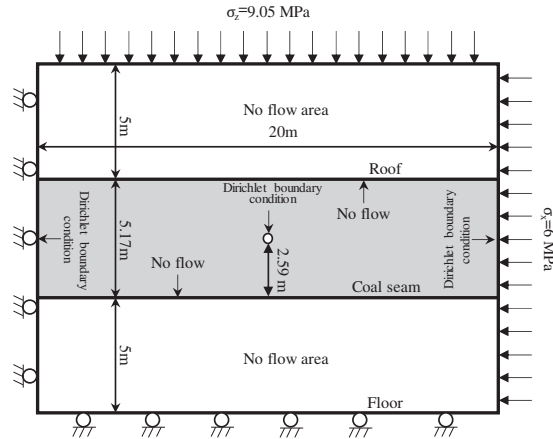 σz=9.05 MPa
No flow area
5m
20m
Roof
Dirichlet boundary
condition
Dirichlet boundary
condition
No flow
5.17m
2.59 m
Dirichlet boundary
condition
σx=6 MPa
No flow
Coal seam
5m
No flow area
Floor